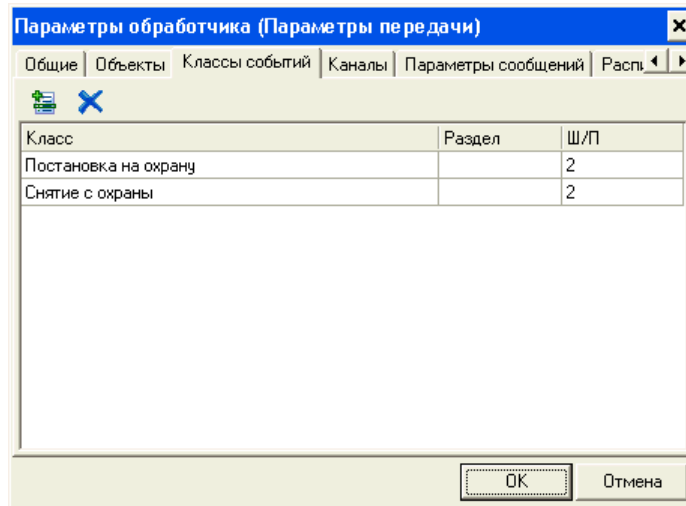 Параметры обработчика (Параметры передачи)
Общие Объекты Классы событий Каналы Параметры сообщений
Класс Раздел Ш/П
Постановка на охрану 2
Снятие с охраны 2
OK Отмена